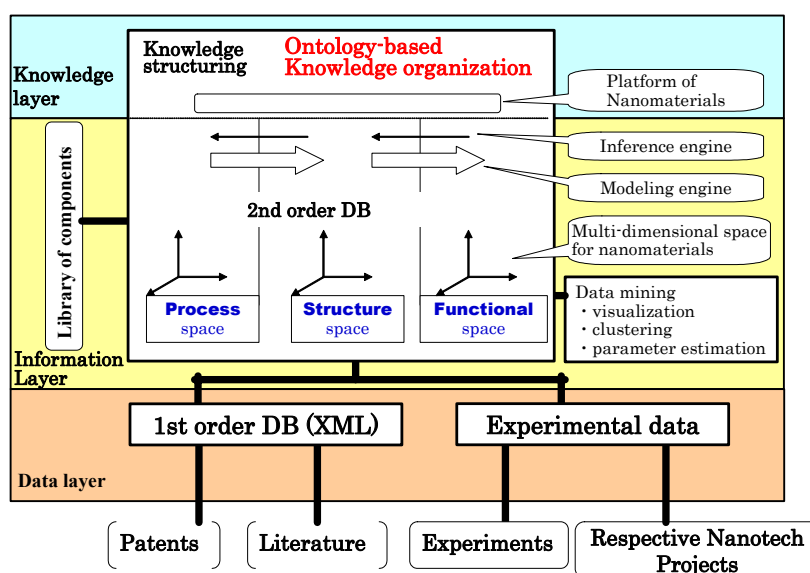 Knowledge
structuring
Ontology-based
Knowledge organization
Knowledge
layer
Platform of
Nanomaterials
Inference engine
Modeling engine
Library of components
2nd order DB
Multi-dimensional space
for nanomaterials
Process
space
Structure
space
Functional
space
Data mining
・visualization
・clustering
・parameter estimation
Information
Layer
1st order DB (XML)
Experimental data
Data layer
Patents
Literature
Experiments
Respective Nanotech
Projects